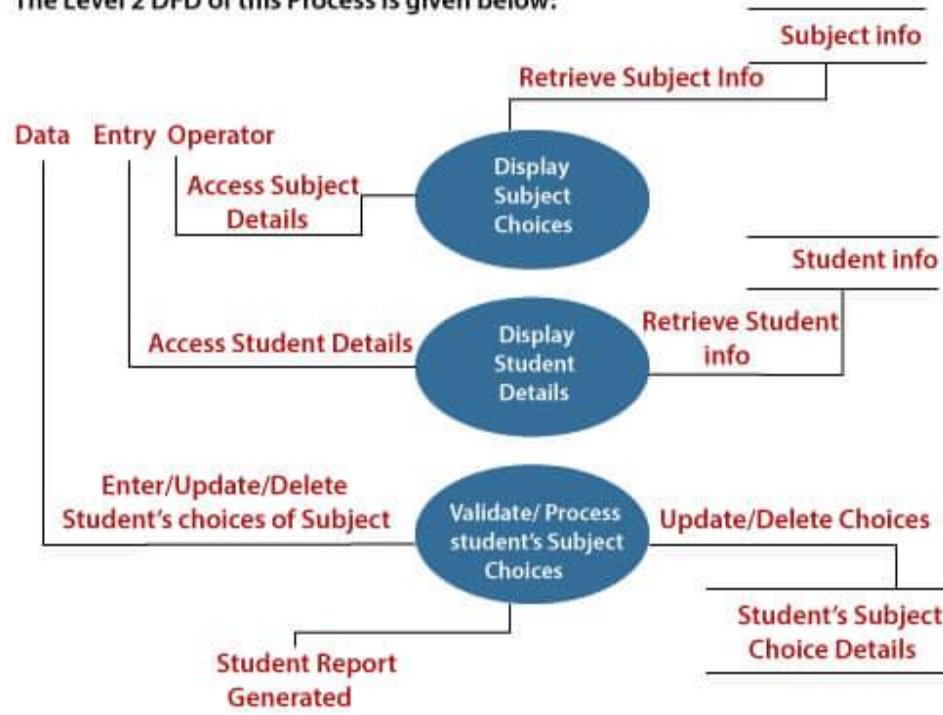 The Level 2 DFD of this Process is given below:
Subject info
Retrieve Subject Info
Data Entry Operator
Display
Subject
Choices
Access Subject
Details
Student info
Retrieve Student
info
Display
Student
Details
Access Student Details
Enter/Update/Delete
Student's choices of Subject
Validate/ Process
student's Subject
Choices
Update/Delete Choices
Student's Subject
Choice Details
Student Report
Generated